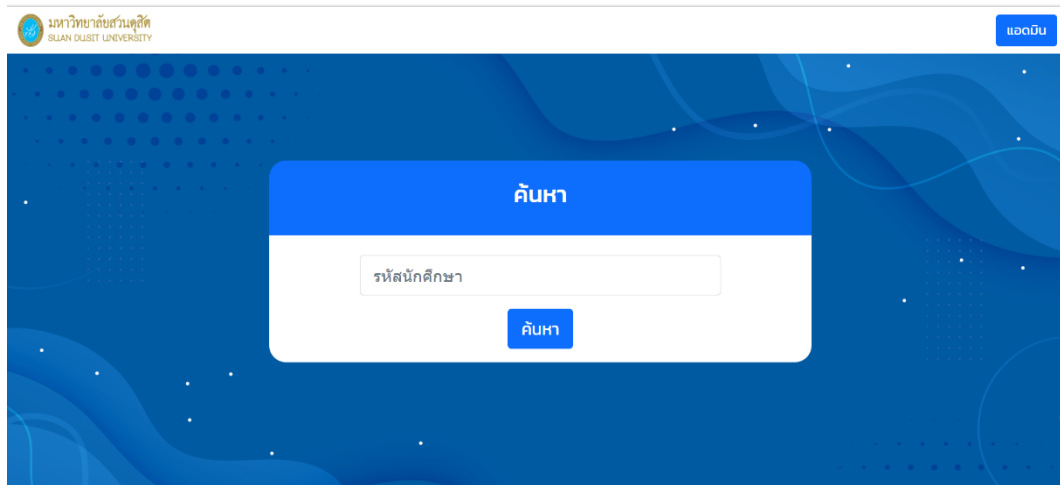 มหาวิทยาลัยสวนดุสิต
SUAN DUSIT UNIVERSITY
แอดมิน
ค้นหา
รหัสนักศึกษา
ค้นหา